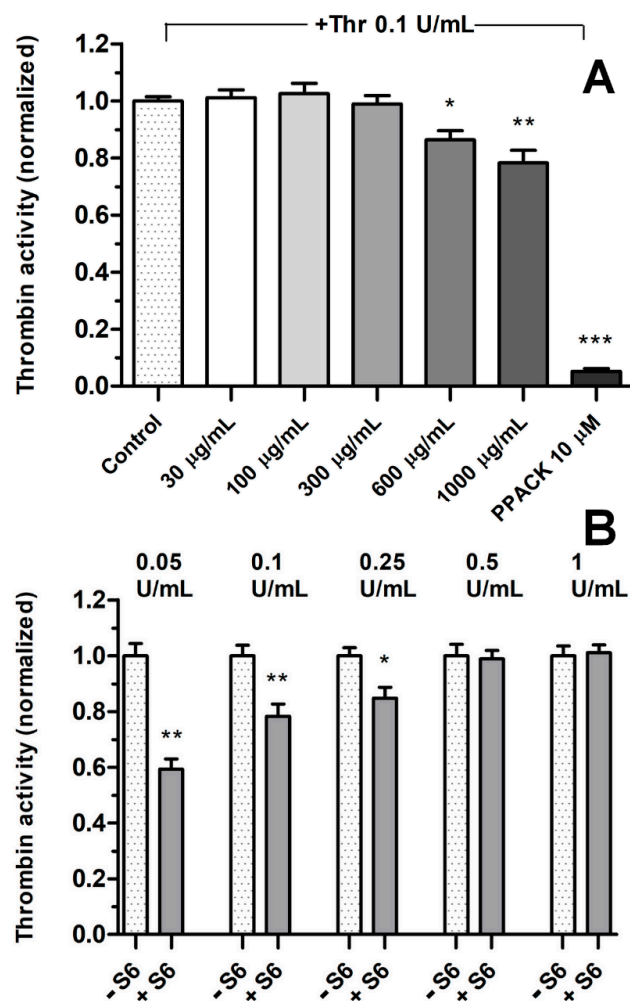 +Thr 0.1 U/mL
A
Thrombin activity (normalized)
1.2
1.0
0.8
0.6
0.4
0.2
0.0
*
**
***
Control
30 µg/mL
100 µg/mL
300 µg/mL
600 µg/mL
1000 µg/mL
PPACK 10 µM
B
0.05
U/mL
0.1
U/mL
0.25
U/mL
0.5
U/mL
1
U/mL
Thrombin activity (normalized)
1.2
1.0
0.8
0.6
0.4
0.2
0.0
**
**
*
- S6
+ S6
- S6
+ S6
- S6
+ S6
- S6
+ S6
- S6
+ S6